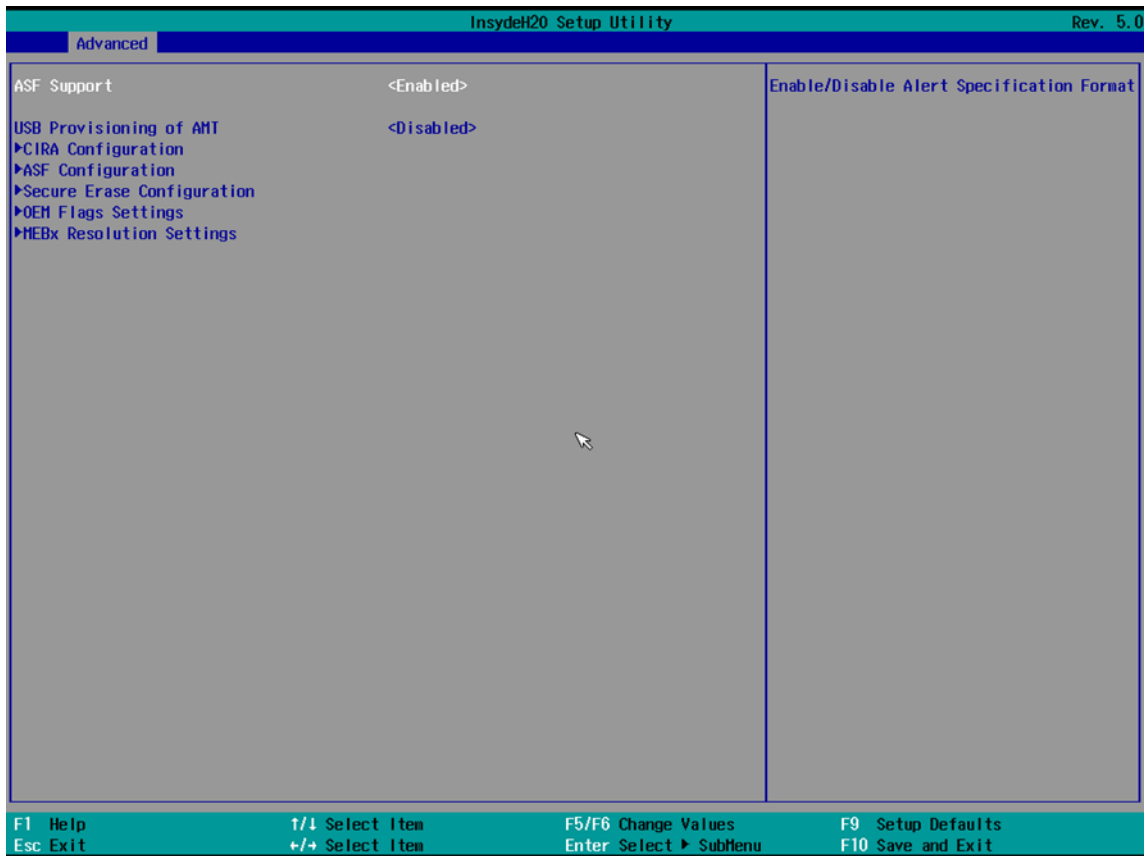 InsydeH2O Setup Utility Rev. 5.0
Advanced
ASF Support <Enabled> Enable/Disable Alert Specification Format
USB Provisioning of AMT <Disabled>
▶CIRA Configuration
▶ASF Configuration
▶Secure Erase Configuration
▶OEM Flags Settings
▶MEBx Resolution Settings
F1 Help ↑/↓ Select Item F5/F6 Change Values F9 Setup Defaults
Esc Exit ←/→ Select Item Enter Select ▶ SubMenu F10 Save and Exit